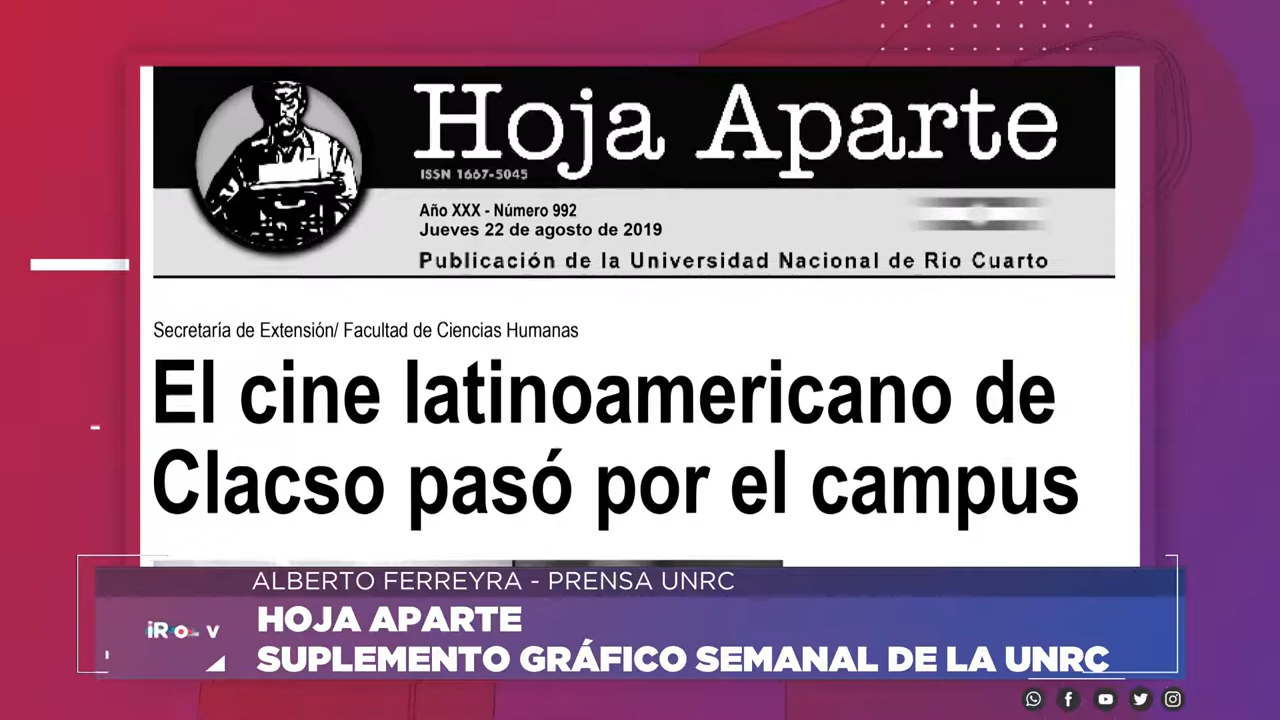 Hoja Aparte
ISSN 1667-5045
Año XXX - Número 992
Jueves 22 de agosto de 2019
Publicación de la Universidad Nacional de Rio Cuarto
Secretaría de Extensión/ Facultad de Ciencias Humanas
El cine latinoamericano de
Clacso pasó por el campus
ALBERTO FERREYRA - PRENSA UNRC
HOJA APARTE
SUPLEMENTO GRÁFICO SEMANAL DE LA UNRC